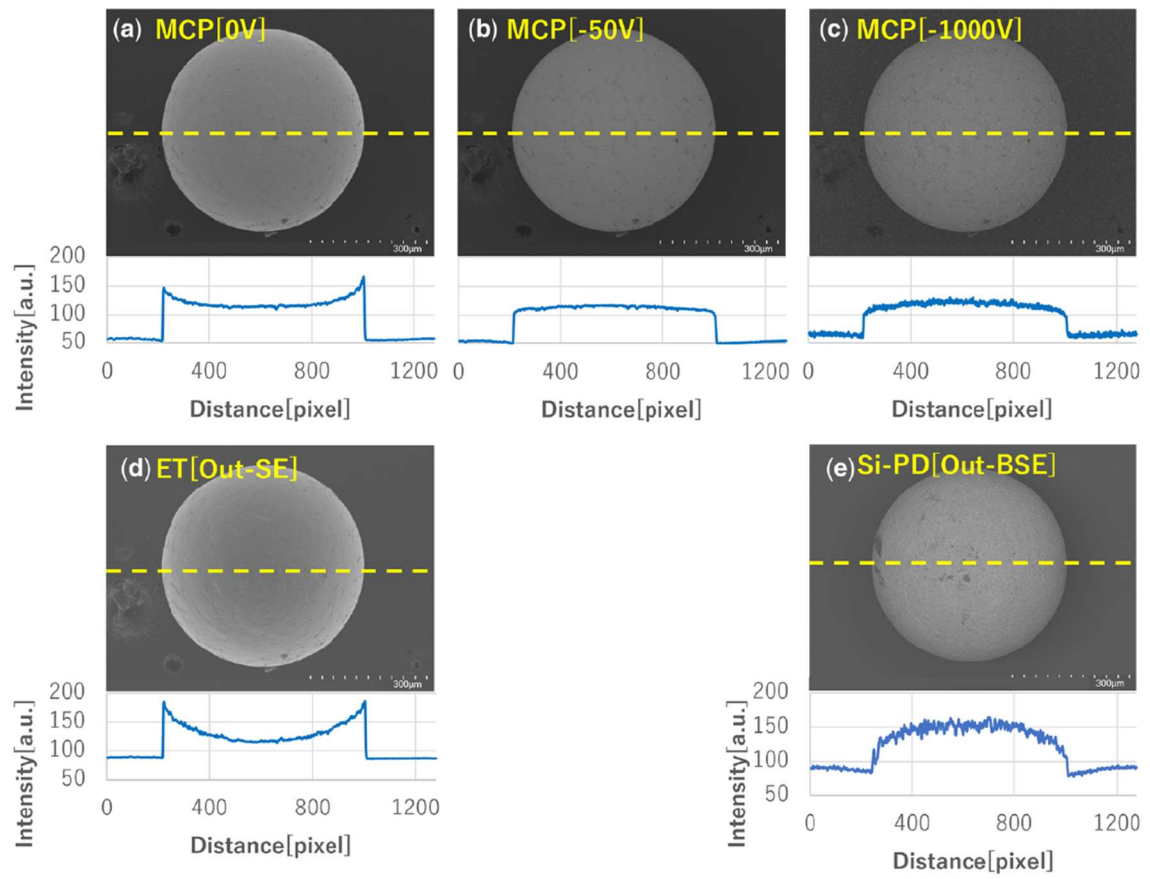 (a) MCP[0V]
(b) MCP[-50V]
(c) MCP[-1000V]
300µm
300µm
300µm
Intensity[a.u.]
200
150
100
50
0 400 800 1200
0 400 800 1200
0 400 800 1200
Distance[pixel]
Distance[pixel]
Distance[pixel]
(d) ET[Out-SE]
(e) Si-PD[Out-BSE]
300µm
300µm
Intensity[a.u.]
200
150
100
50
0 400 800 1200
Distance[pixel]
Intensity[a.u.]
200
150
100
50
0 400 800 1200
Distance[pixel]